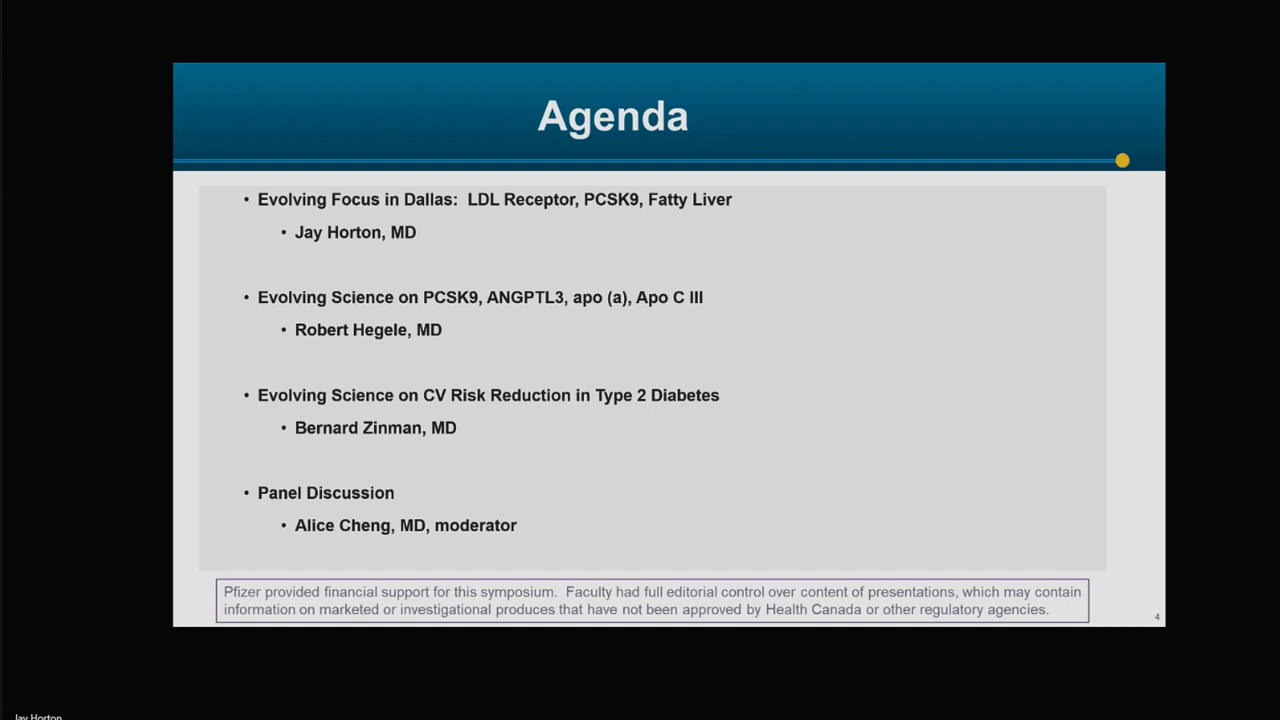 Agenda
• Evolving Focus in Dallas: LDL Receptor, PCSK9, Fatty Liver
• Jay Horton, MD
• Evolving Science on PCSK9, ANGPTL3, apo (a), Apo C III
• Robert Hegele, MD
• Evolving Science on CV Risk Reduction in Type 2 Diabetes
• Bernard Zinman, MD
• Panel Discussion
• Alice Cheng, MD, moderator
Pfizer provided financial support for this symposium. Faculty had full editorial control over content of presentations, which may contain
information on marketed or investigational produces that have not been approved by Health Canada or other regulatory agencies.
4
Jay Horton